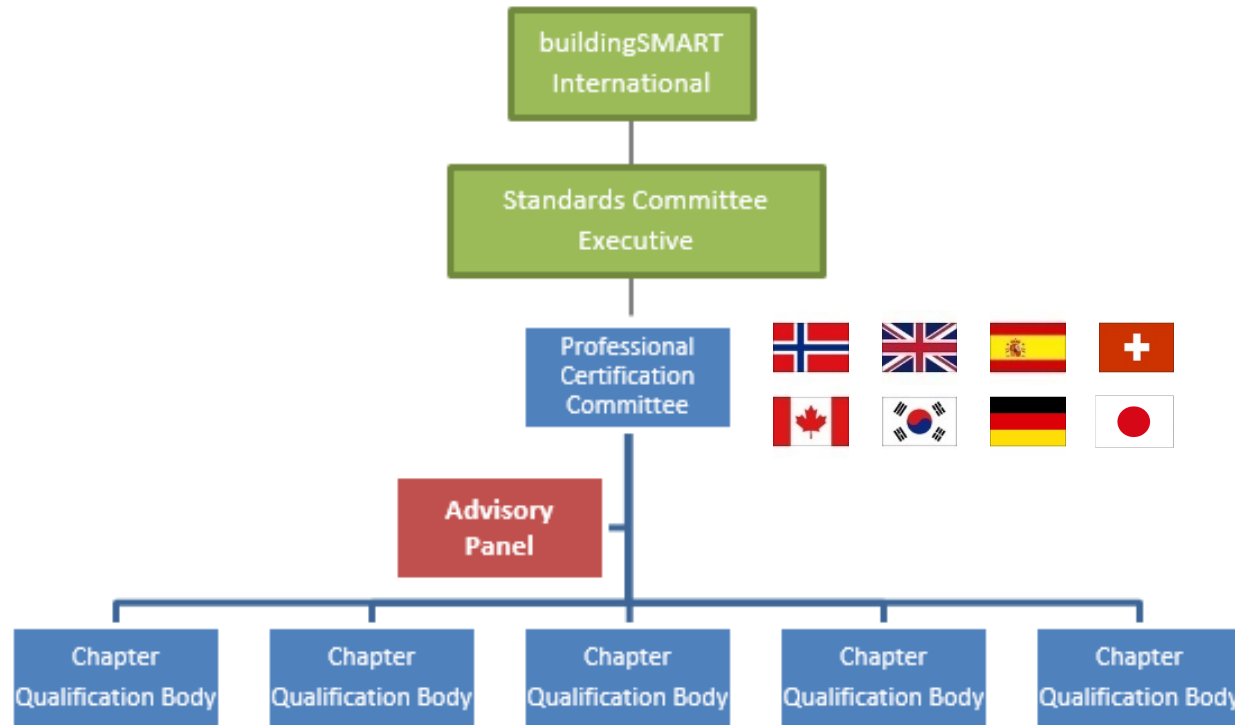 buildingSMART
International
Standards Committee
Executive
Professional
Certification
Committee
Advisory
Panel
Chapter
Qualification Body
Chapter
Qualification Body
Chapter
Qualification Body
Chapter
Qualification Body
Chapter
Qualification Body